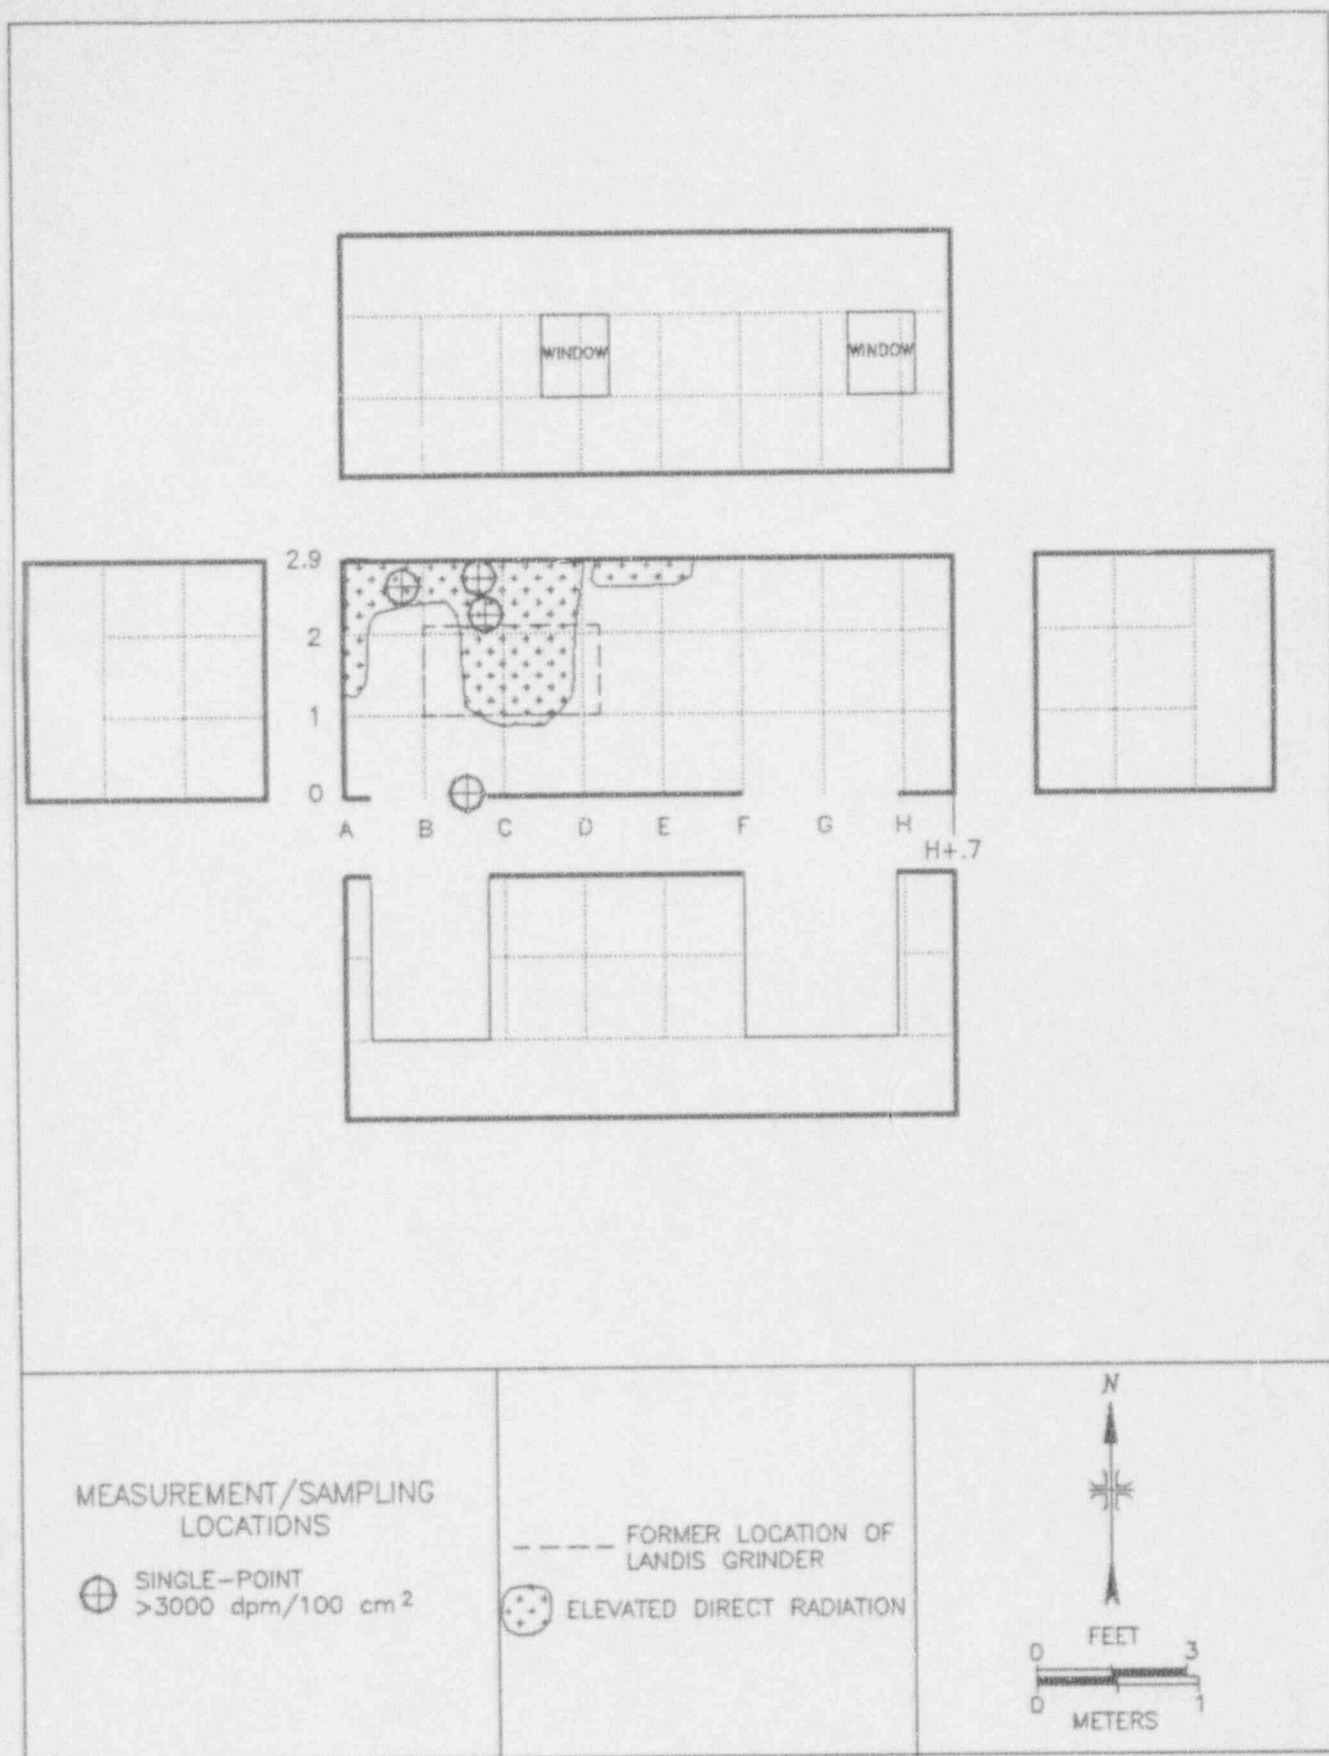 WINDOW
WINDOW
2.9
2
1
0
A B C D E F G H
H+.7
MEASUREMENT/SAMPLING
LOCATIONS
SINGLE-POINT
>3000 dpm/100 cm²
FORMER LOCATION OF
LANDIS GRINDER
ELEVATED DIRECT RADIATION
N
FEET
0 3
0 1
METERS